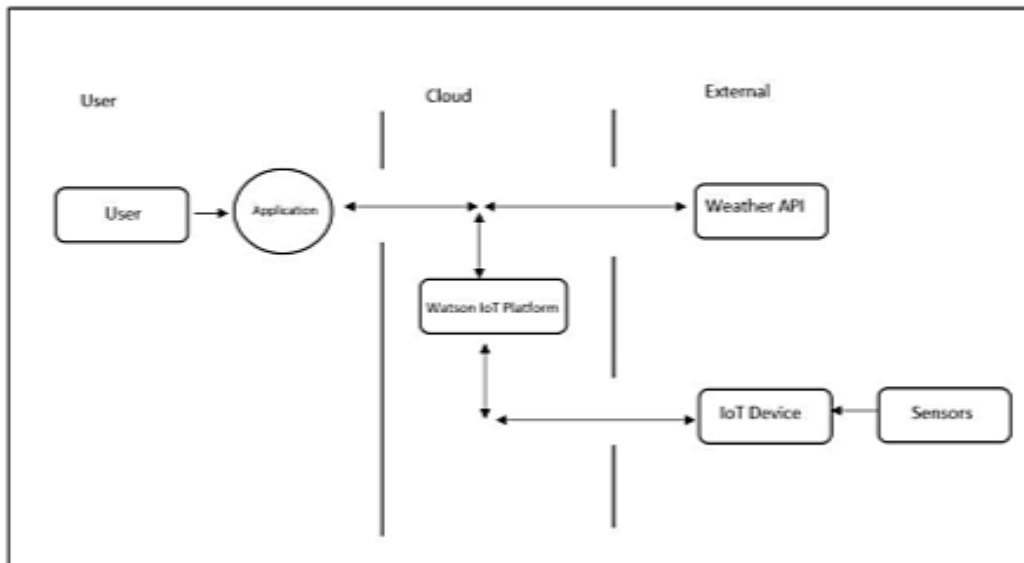 User
Cloud
External
User
Application
Weather API
Watson IoT Platform
IoT Device
Sensors